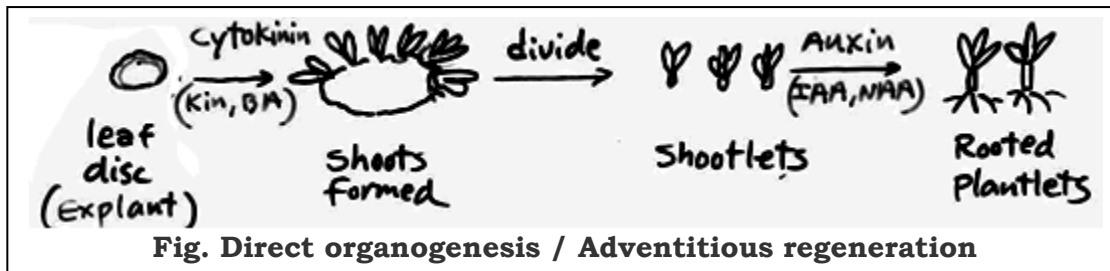 Cytokinin
(Kin, BA)
divide
Auxin
(IAA, NAA)
leaf
disc
(Explant)
Shoots
formed
Shootlets
Rooted
Plantlets
Fig. Direct organogenesis / Adventitious regeneration